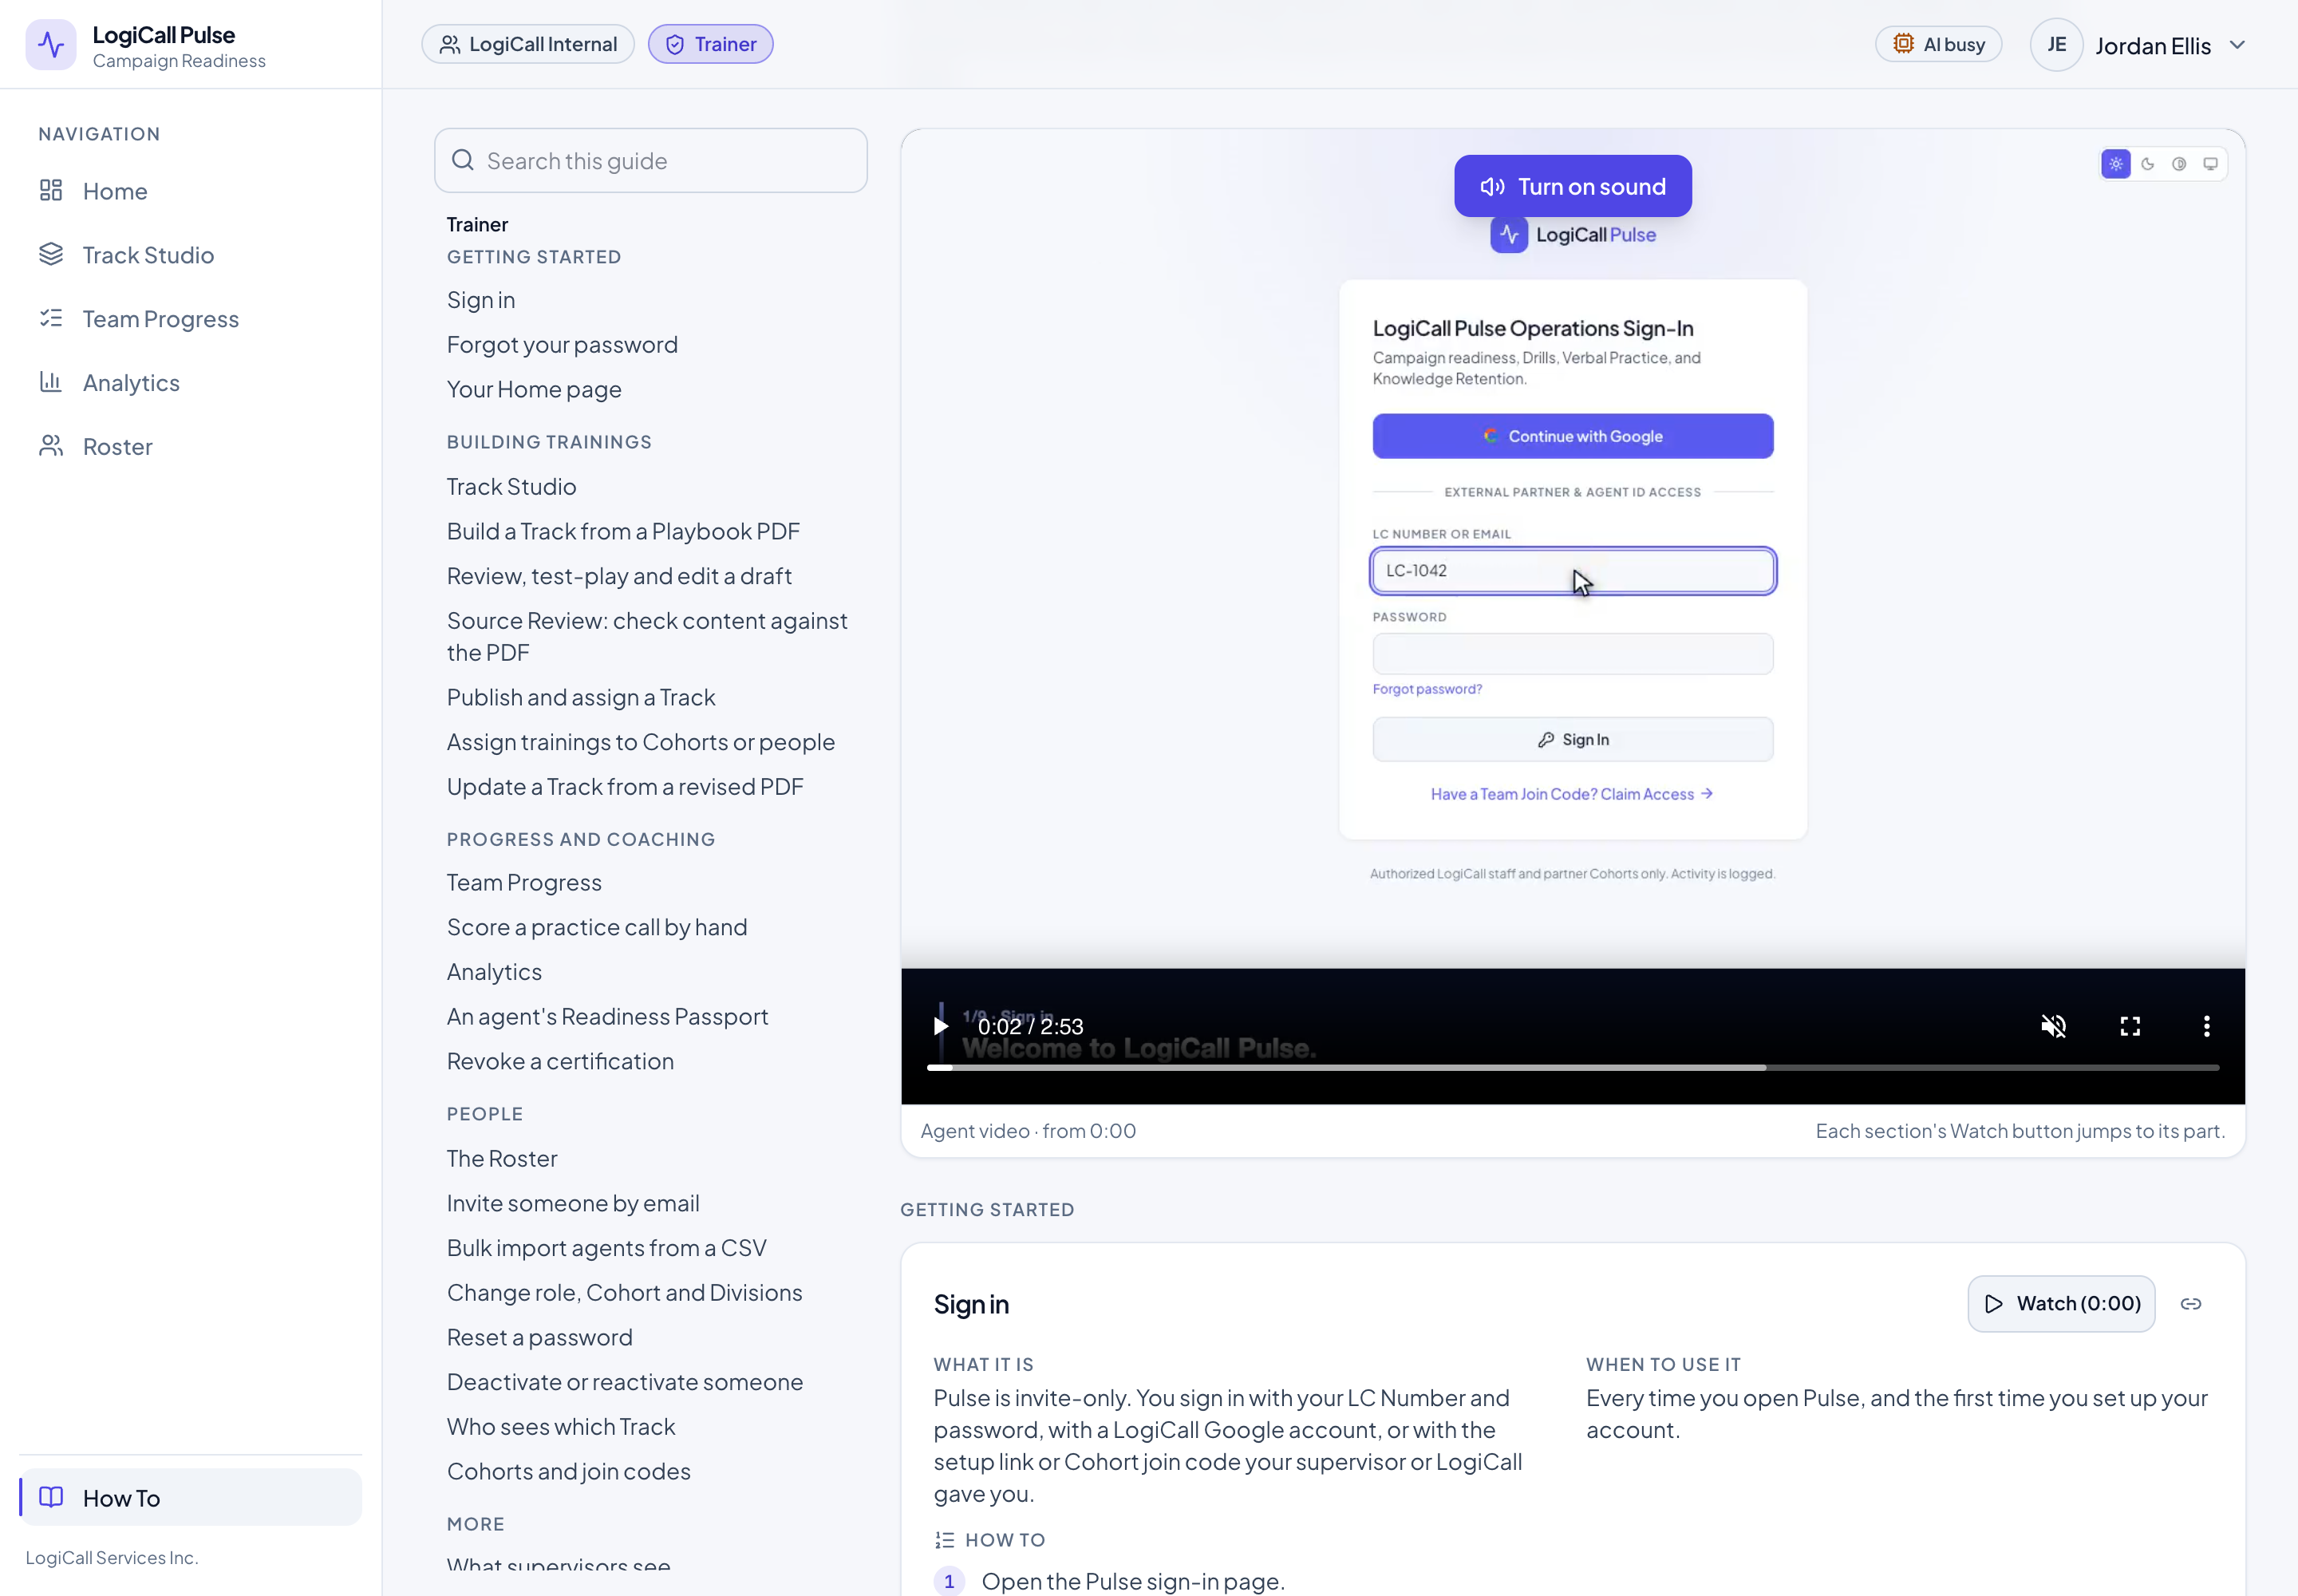 LogiCall Pulse
Campaign Readiness
LogiCall Internal
Trainer
AI busy
JE
Jordan Ellis
NAVIGATION
Home
Track Studio
Team Progress
Analytics
Roster
How To
LogiCall Services Inc.
Search this guide
Trainer
GETTING STARTED
Sign in
Forgot your password
Your Home page
BUILDING TRAININGS
Track Studio
Build a Track from a Playbook PDF
Review, test-play and edit a draft
Source Review: check content against
the PDF
Publish and assign a Track
Assign trainings to Cohorts or people
Update a Track from a revised PDF
PROGRESS AND COACHING
Team Progress
Score a practice call by hand
Analytics
An agent's Readiness Passport
Revoke a certification
PEOPLE
The Roster
Invite someone by email
Bulk import agents from a CSV
Change role, Cohort and Divisions
Reset a password
Deactivate or reactivate someone
Who sees which Track
Cohorts and join codes
MORE
What supervisors see
Turn on sound
LogiCall Pulse
LogiCall Pulse Operations Sign-In
Campaign readiness, Drills, Verbal Practice, and
Knowledge Retention.
Continue with Google
EXTERNAL PARTNER & AGENT ID ACCESS
LC NUMBER OR EMAIL
LC-1042
PASSWORD
Forgot password?
Sign In
Have a Team Join Code? Claim Access →
Authorized LogiCall staff and partner Cohorts only. Activity is logged.
1/9 · Sign in
0:02 / 2:53
Welcome to LogiCall Pulse.
Agent video · from 0:00
Each section's Watch button jumps to its part.
GETTING STARTED
Sign in
Watch (0:00)
WHAT IT IS
Pulse is invite-only. You sign in with your LC Number and
password, with a LogiCall Google account, or with the
setup link or Cohort join code your supervisor or LogiCall
gave you.
WHEN TO USE IT
Every time you open Pulse, and the first time you set up your
account.
HOW TO
1 Open the Pulse sign-in page.